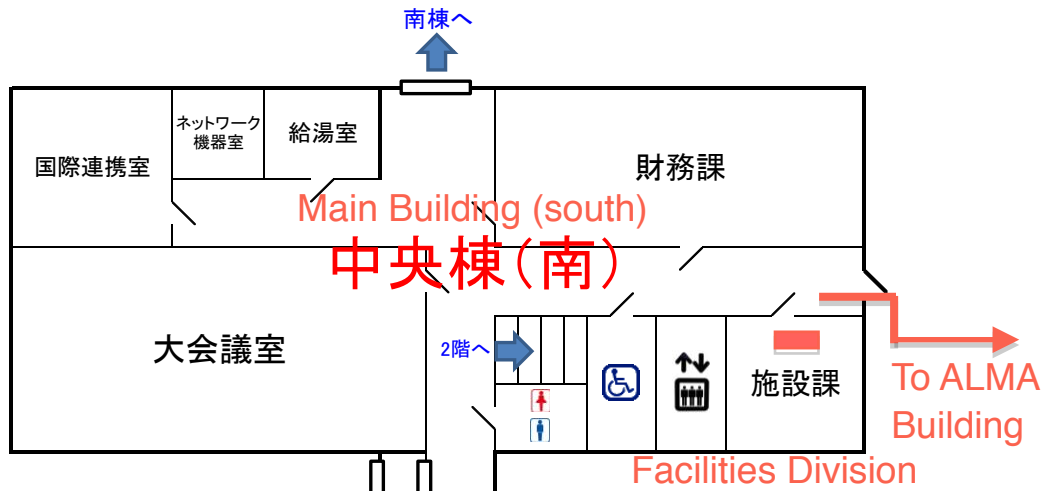 南棟へ
国際連携室
ネットワーク
機器室
給湯室
財務課
Main Building (south)
中央棟(南)
大会議室
2階へ
施設課
To ALMA
Building
Facilities Division